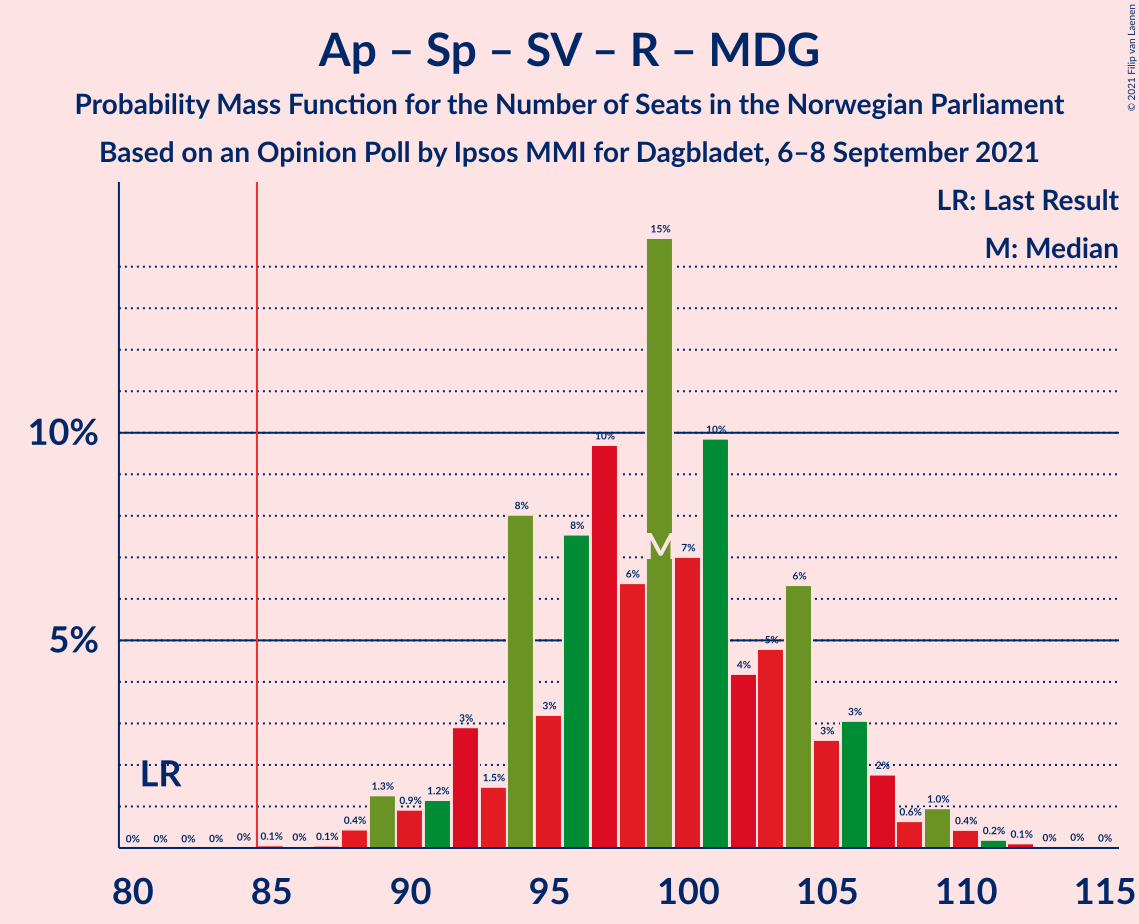 Ap – Sp – SV – R – MDG
Probability Mass Function for the Number of Seats in the Norwegian Parliament
Based on an Opinion Poll by Ipsos MMI for Dagbladet, 6–8 September 2021
© 2021 Filip van Laenen
LR: Last Result
M: Median
10%
5%
LR
M
0% 0% 0% 0% 0% 0.1% 0% 0.1% 0.4% 1.3% 0.9% 1.2% 3% 1.5% 8% 3% 8% 10% 6% 15% 7% 10% 4% 5% 6% 3% 3% 2% 0.6% 1.0% 0.4% 0.2% 0.1% 0% 0% 0%
80 85 90 95 100 105 110 115